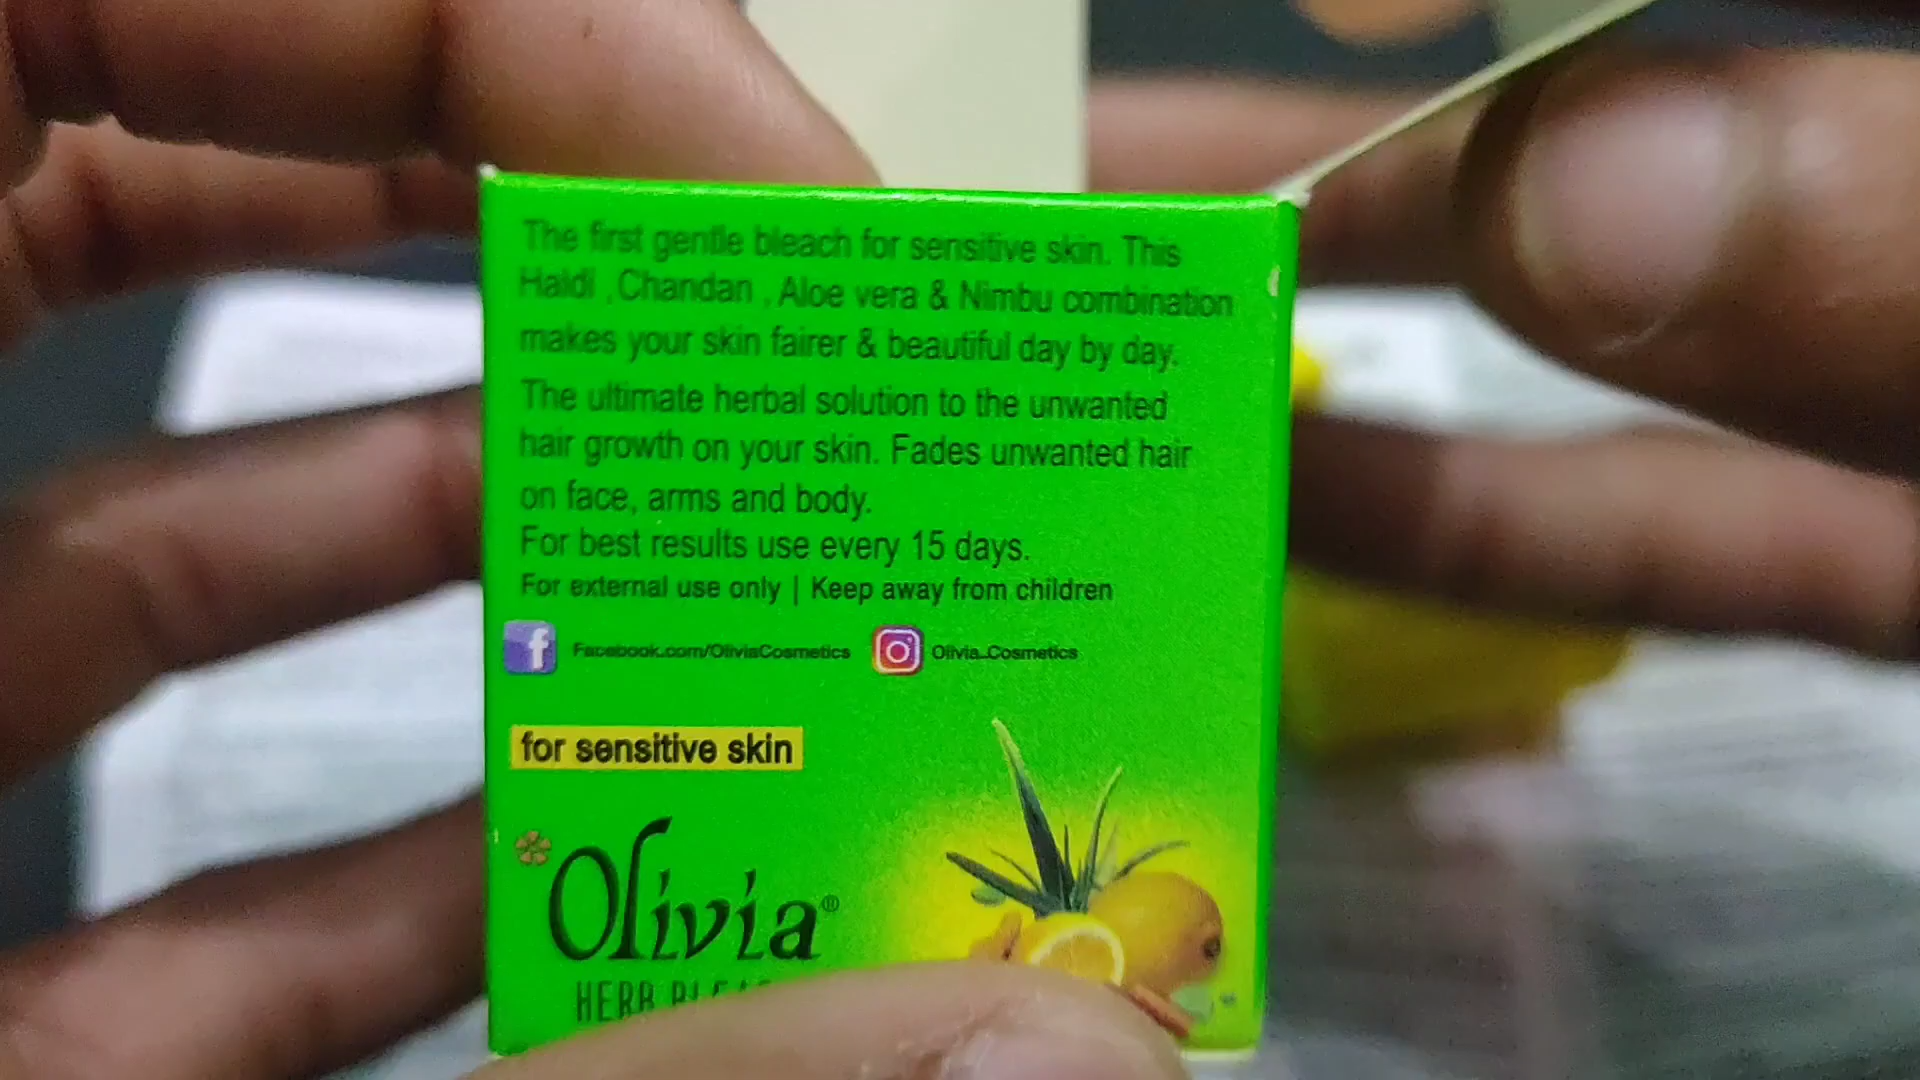 The first gentle bleach for sensitive skin. This
Haldi , Chandan , Aloe vera & Nimbu combination
makes your skin fairer & beautiful day by day.
The ultimate herbal solution to the unwanted
hair growth on your skin. Fades unwanted hair
on face, arms and body.
For best results use every 15 days.
For external use only | Keep away from children
Facebook.com/OliviaCosmetics Olivia_Cosmetics
for sensitive skin
Olivia®
HERB